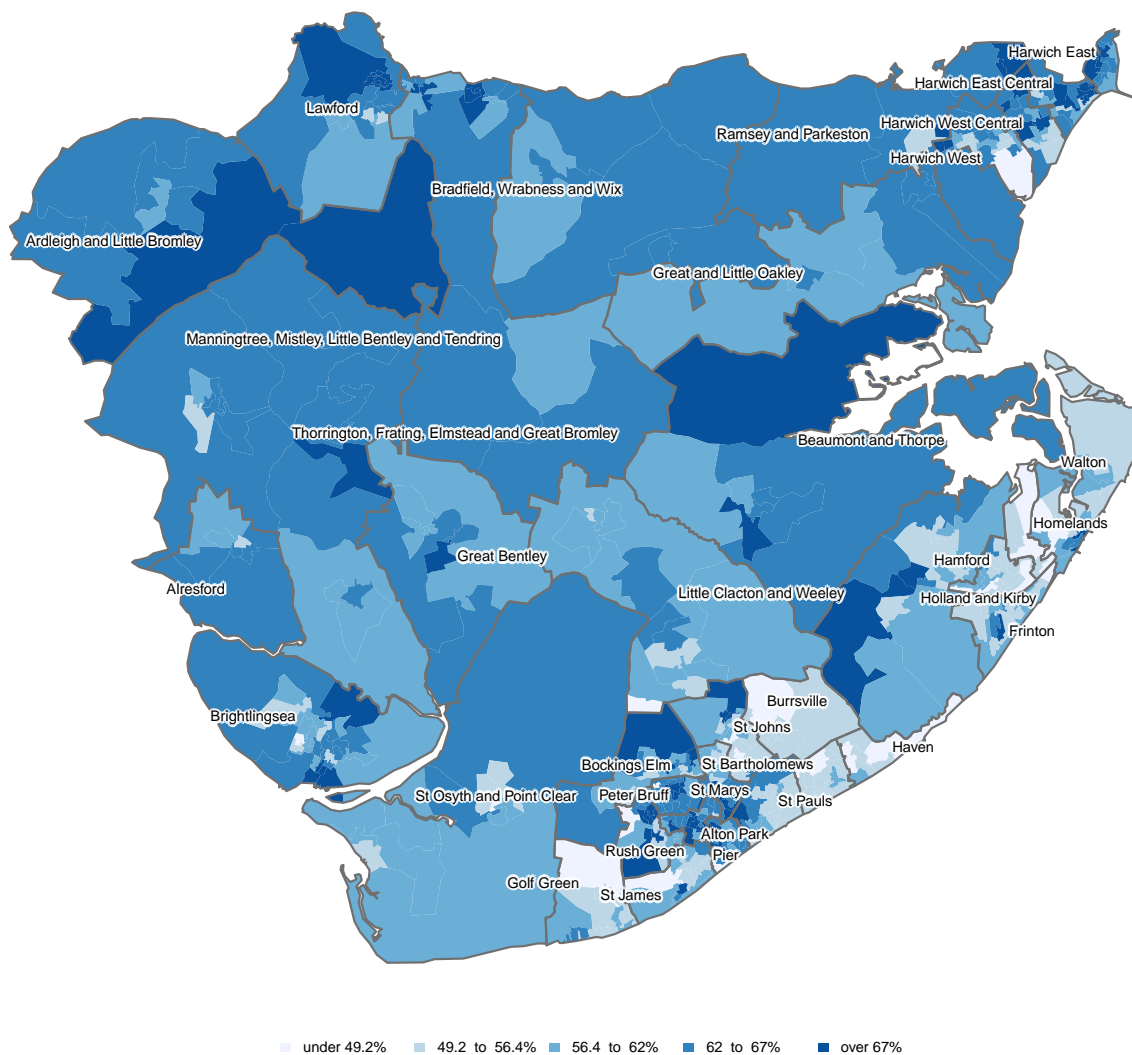 Harwich East
Harwich East Central
Lawford
Harwich West Central
Ramsey and Parkeston
Harwich West
Bradfield, Wrabness and Wix
Ardleigh and Little Bromley
Great and Little Oakley
Manningtree, Mistley, Little Bentley and Tendring
Thorrington, Frating, Elmstead and Great Bromley
Beaumont and Thorpe
Walton
Homelands
Great Bentley
Hamford
Alresford
Little Clacton and Weeley
Holland and Kirby
Frinton
Burrsville
Brightlingsea
St Johns
Haven
Bockings Elm
St Bartholomews
St Osyth and Point Clear
Peter Bruff
St Marys
St Pauls
Alton Park
Rush Green
Pier
Golf Green
St James
under 49.2% 49.2 to 56.4% 56.4 to 62% 62 to 67% over 67%